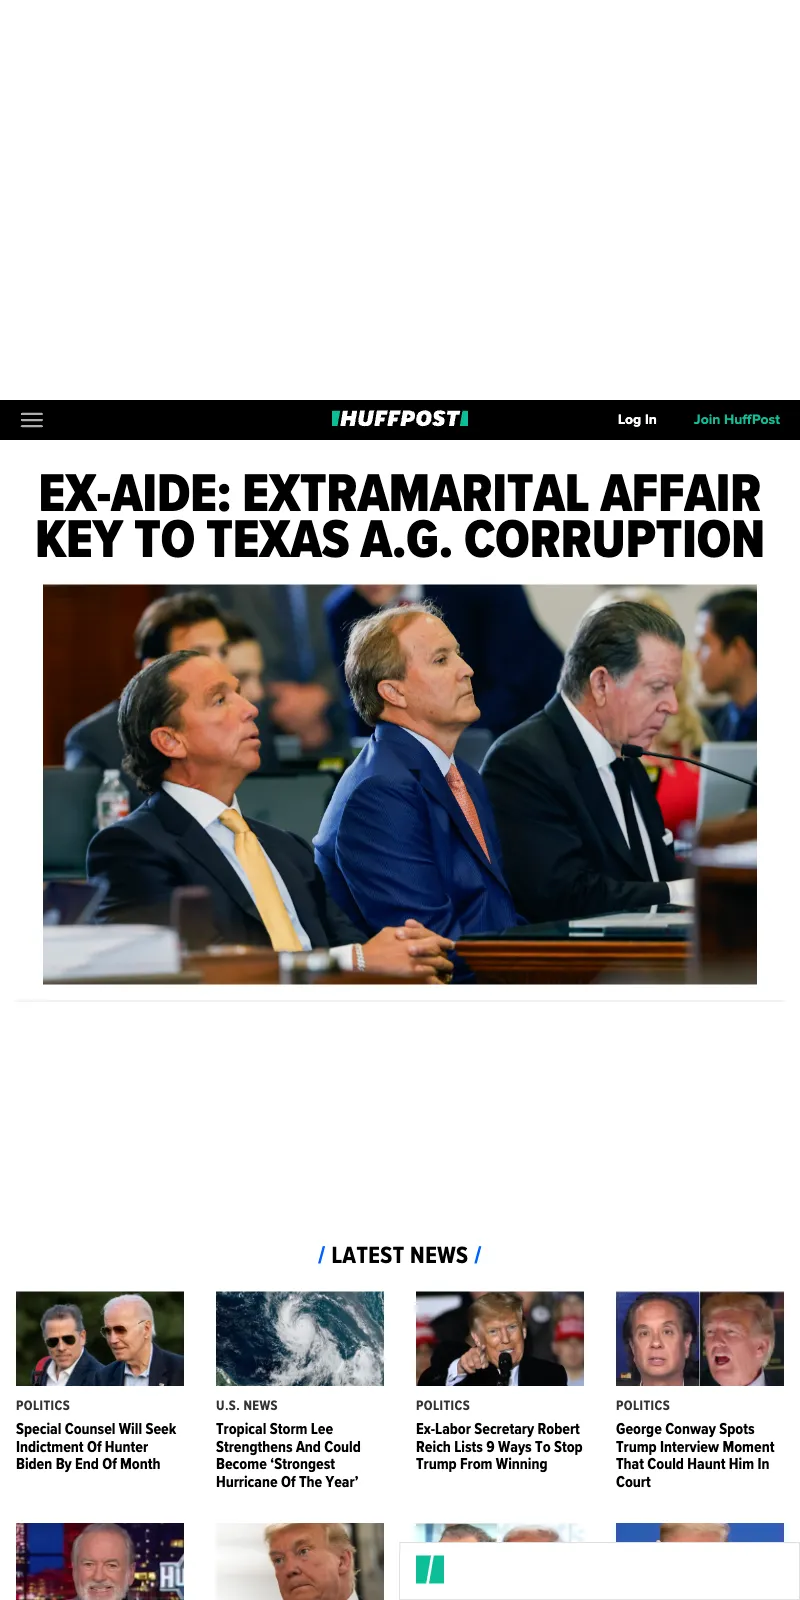 HUFFPOST
Log In
Join HuffPost
EX-AIDE: EXTRAMARITAL AFFAIR
KEY TO TEXAS A.G. CORRUPTION
/ LATEST NEWS /
POLITICS
Special Counsel Will Seek
Indictment Of Hunter
Biden By End Of Month
U.S. NEWS
Tropical Storm Lee
Strengthens And Could
Become ‘Strongest
Hurricane Of The Year’
POLITICS
Ex-Labor Secretary Robert
Reich Lists 9 Ways To Stop
Trump From Winning
POLITICS
George Conway Spots
Trump Interview Moment
That Could Haunt Him In
Court
HU